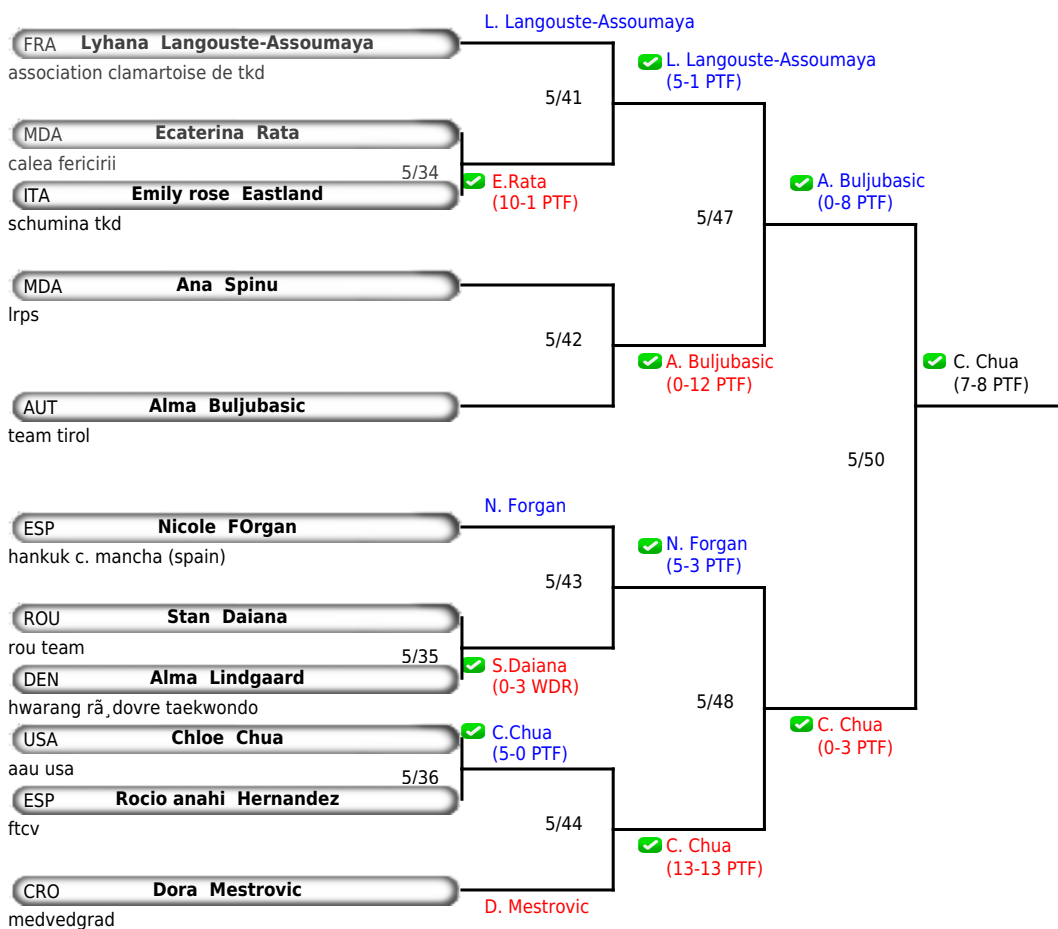 L. Langouste-Assoumaya
FRA Lyhana Langouste-Assoumaya
association clamartoise de tkd
L. Langouste-Assoumaya
(5-1 PTF)
5/41
MDA Ecaterina Rata
calea fericirii
5/34
ITA Emily rose Eastland
schumina tkd
E.Rata
(10-1 PTF)
A. Buljubasic
(0-8 PTF)
5/47
MDA Ana Spinu
lrps
5/42
A. Buljubasic
(0-12 PTF)
AUT Alma Buljubasic
team tirol
C. Chua
(7-8 PTF)
5/50
N. Forgan
ESP Nicole FOrgan
hankuk c. mancha (spain)
N. Forgan
(5-3 PTF)
5/43
ROU Stan Daiana
rou team
5/35
DEN Alma Lindgaard
hwarang rã¸dovre taekwondo
S.Daiana
(0-3 WDR)
5/48
USA Chloe Chua
aau usa
C.Chua
(5-0 PTF)
C. Chua
(0-3 PTF)
5/36
ESP Rocio anahi Hernandez
ftcv
5/44
C. Chua
(13-13 PTF)
CRO Dora Mestrovic
medvedgrad
D. Mestrovic